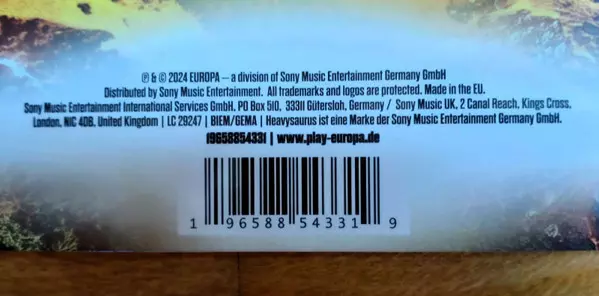 ℗ & © 2024 EUROPA – a division of Sony Music Entertainment Germany GmbH
Distributed by Sony Music Entertainment. All trademarks and logos are protected. Made in the EU.
Sony Music Entertainment International Services GmbH, PO Box 510, 33311 Gütersloh, Germany / Sony Music UK, 2 Canal Reach, Kings Cross,
London, N1C 4DB, United Kingdom | LC 29247 | BIEM/GEMA | Heavysaurus ist eine Marke der Sony Music Entertainment Germany GmbH.
19658854331 | www.play-europa.de
1 96588 54331 9